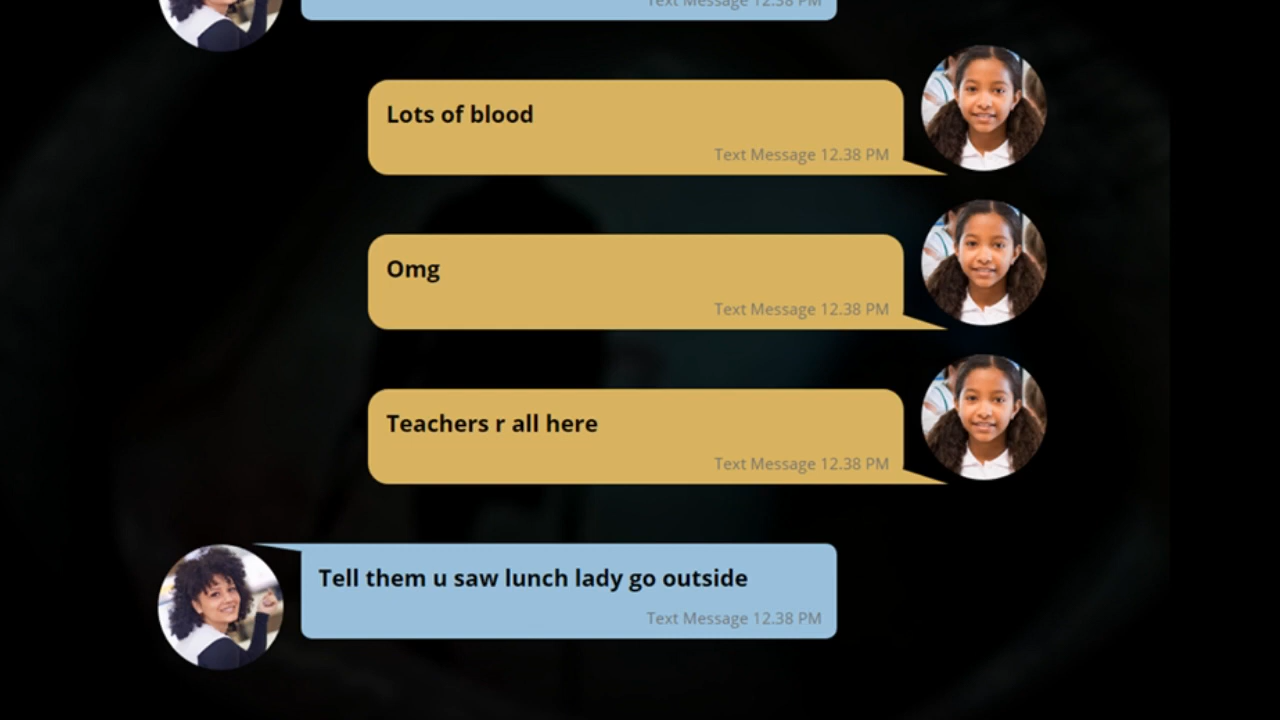 Text Message 12.38 PM
Lots of blood
Text Message 12.38 PM
Omg
Text Message 12.38 PM
Teachers r all here
Text Message 12.38 PM
Tell them u saw lunch lady go outside
Text Message 12.38 PM